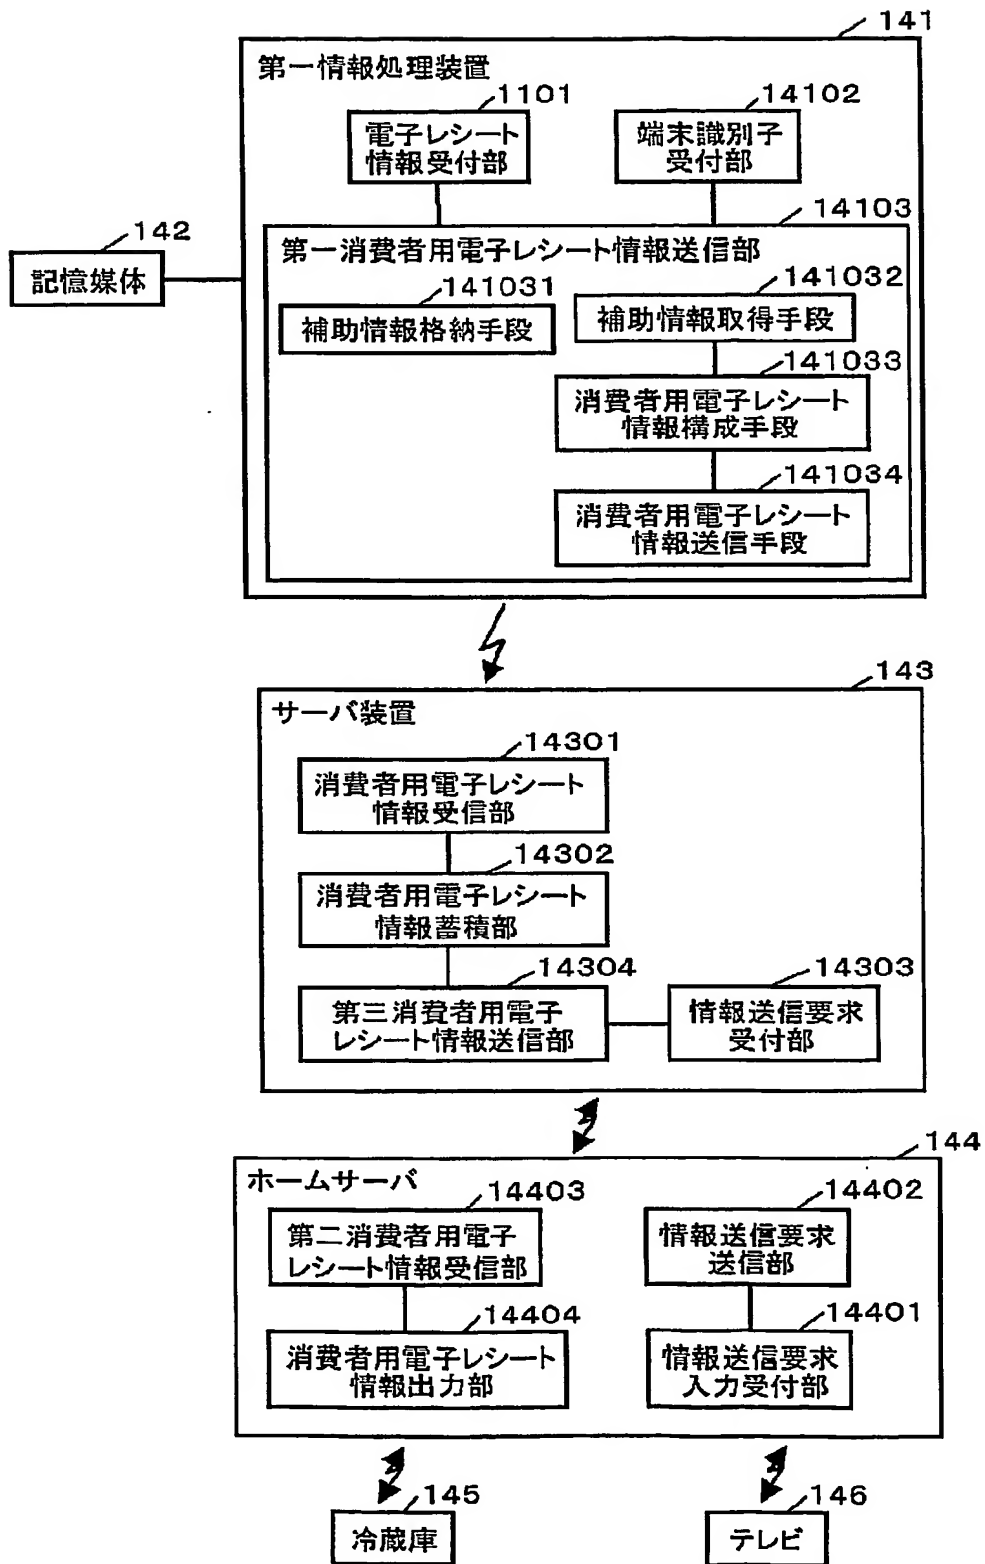 141
第一情報処理装置
1101
電子レシート
情報受付部
14102
端末識別子
受付部
14103
第一消費者用電子レシート情報送信部
142
記憶媒体
141031
補助情報格納手段
141032
補助情報取得手段
141033
消費者用電子レシート
情報構成手段
141034
消費者用電子レシート
情報送信手段
143
サーバ装置
14301
消費者用電子レシート
情報受信部
14302
消費者用電子レシート
情報蓄積部
14304
第三消費者用電子
レシート情報送信部
14303
情報送信要求
受付部
144
ホームサーバ
14403
第二消費者用電子
レシート情報受信部
14402
情報送信要求
送信部
14404
消費者用電子レシート
情報出力部
14401
情報送信要求
入力受付部
145
冷蔵庫
146
テレビ